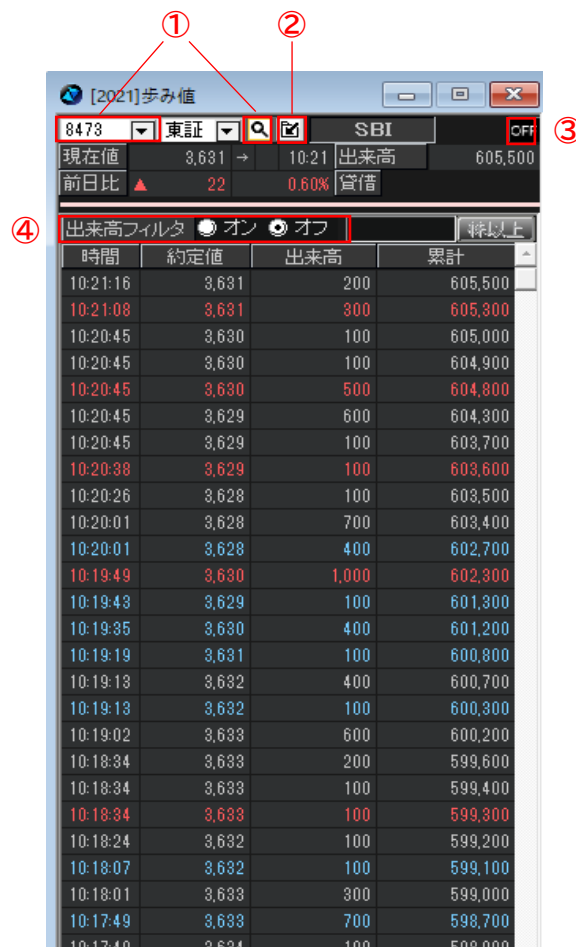 ① ②
[2021]歩み値
8473 東証 SBI OFF ③
現在値 3,631 → 10:21 出来高 605,500
前日比 ▲ 22 0.60% 貸借
④ 出来高フィルタ オン オフ 株以上
時間 約定値 出来高 累計
10:21:16 3,631 200 605,500
10:21:08 3,631 300 605,300
10:20:45 3,630 100 605,000
10:20:45 3,630 100 604,900
10:20:45 3,630 500 604,800
10:20:45 3,629 600 604,300
10:20:45 3,629 100 603,700
10:20:38 3,629 100 603,600
10:20:26 3,628 100 603,500
10:20:01 3,628 700 603,400
10:20:01 3,628 400 602,700
10:19:49 3,630 1,000 602,300
10:19:43 3,629 100 601,300
10:19:35 3,630 400 601,200
10:19:19 3,631 100 600,800
10:19:13 3,632 400 600,700
10:19:13 3,632 100 600,300
10:19:02 3,633 600 600,200
10:18:34 3,633 200 599,600
10:18:34 3,633 100 599,400
10:18:34 3,633 100 599,300
10:18:24 3,632 100 599,200
10:18:07 3,632 100 599,100
10:18:01 3,633 300 599,000
10:17:49 3,633 700 598,700